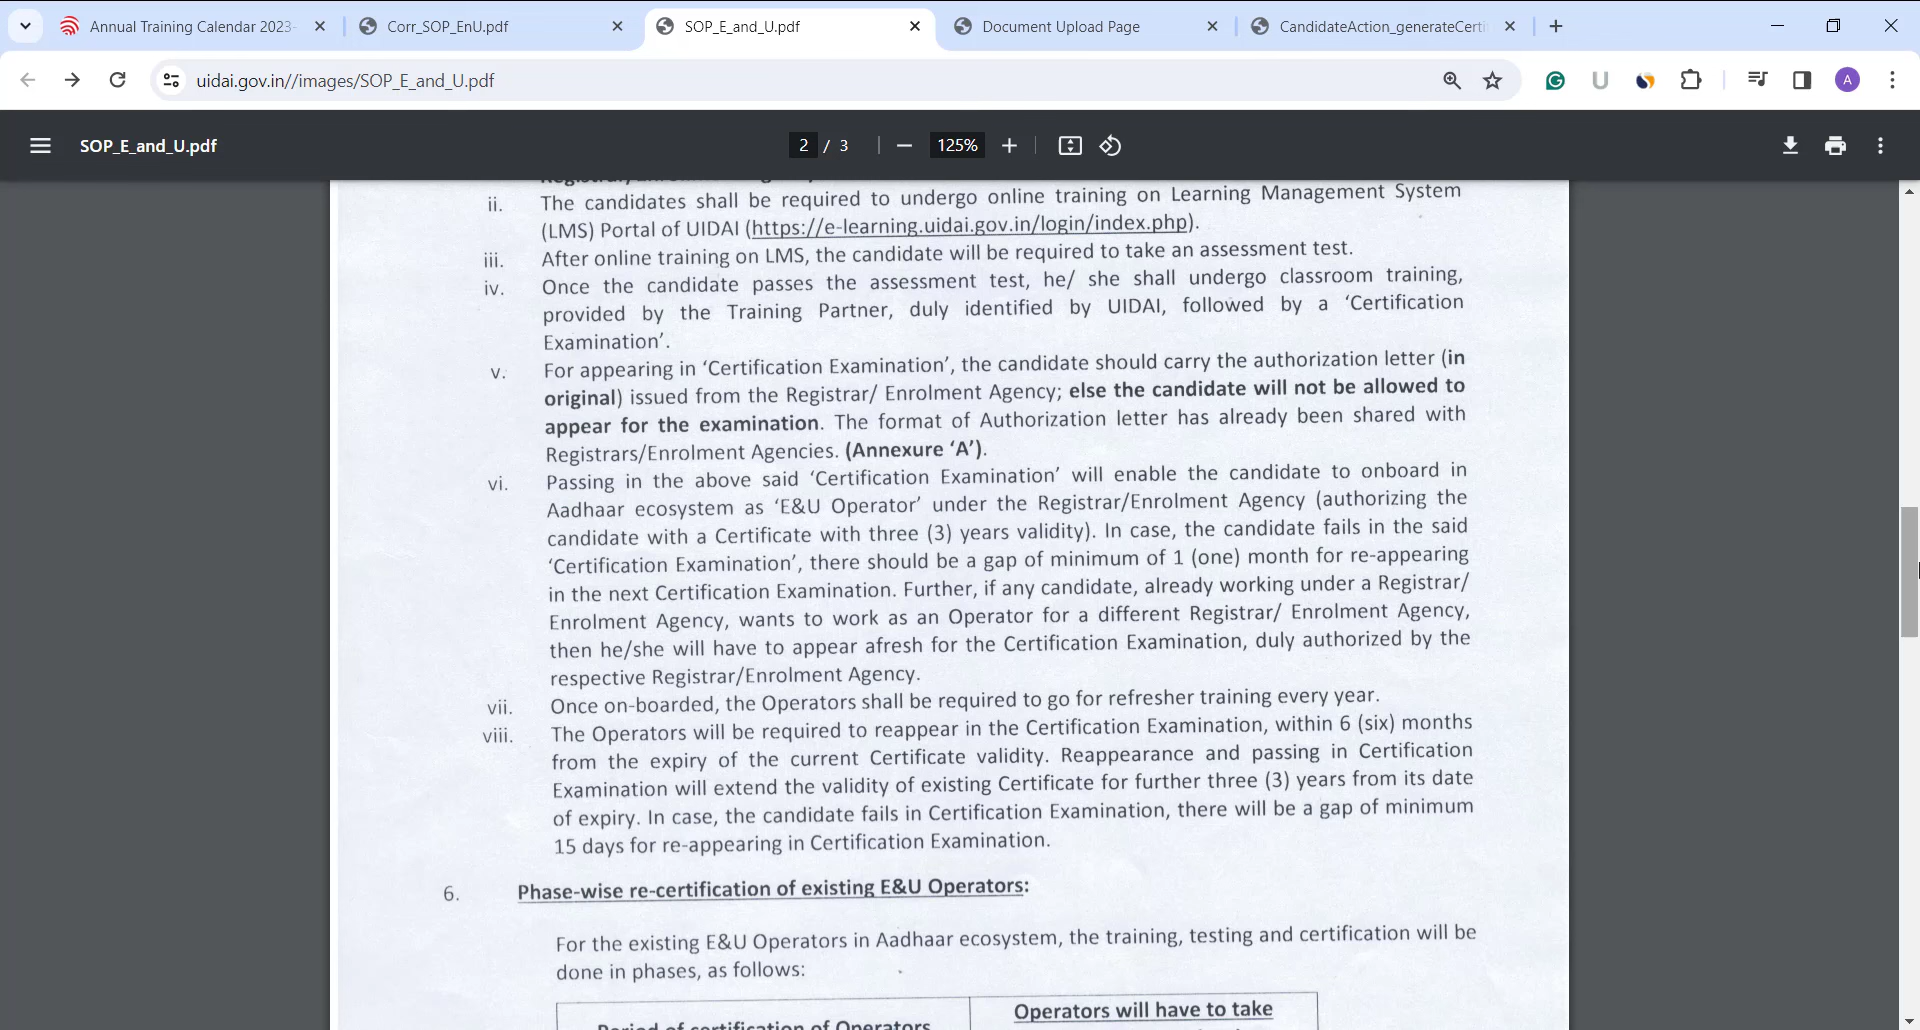 Annual Training Calendar 2023-
Corr_SOP_EnU.pdf
SOP_E_and_U.pdf
Document Upload Page
CandidateAction_generateCerti
uidai.gov.in//images/SOP_E_and_U.pdf
A
SOP_E_and_U.pdf
2 / 3
125%
ii. The candidates shall be required to undergo online training on Learning Management System
(LMS) Portal of UIDAI (https://e-learning.uidai.gov.in/login/index.php).
iii. After online training on LMS, the candidate will be required to take an assessment test.
iv. Once the candidate passes the assessment test, he/ she shall undergo classroom training,
provided by the Training Partner, duly identified by UIDAI, followed by a ‘Certification
Examination’.
v. For appearing in ‘Certification Examination’, the candidate should carry the authorization letter (in
original) issued from the Registrar/ Enrolment Agency; else the candidate will not be allowed to
appear for the examination. The format of Authorization letter has already been shared with
Registrars/Enrolment Agencies. (Annexure ‘A’).
vi. Passing in the above said ‘Certification Examination’ will enable the candidate to onboard in
Aadhaar ecosystem as ‘E&U Operator’ under the Registrar/Enrolment Agency (authorizing the
candidate with a Certificate with three (3) years validity). In case, the candidate fails in the said
‘Certification Examination’, there should be a gap of minimum of 1 (one) month for re-appearing
in the next Certification Examination. Further, if any candidate, already working under a Registrar/
Enrolment Agency, wants to work as an Operator for a different Registrar/ Enrolment Agency,
then he/she will have to appear afresh for the Certification Examination, duly authorized by the
respective Registrar/Enrolment Agency.
vii. Once on-boarded, the Operators shall be required to go for refresher training every year.
viii. The Operators will be required to reappear in the Certification Examination, within 6 (six) months
from the expiry of the current Certificate validity. Reappearance and passing in Certification
Examination will extend the validity of existing Certificate for further three (3) years from its date
of expiry. In case, the candidate fails in Certification Examination, there will be a gap of minimum
15 days for re-appearing in Certification Examination.
6. Phase-wise re-certification of existing E&U Operators:
For the existing E&U Operators in Aadhaar ecosystem, the training, testing and certification will be
done in phases, as follows:
Operators will have to take
Period of certification of Operators